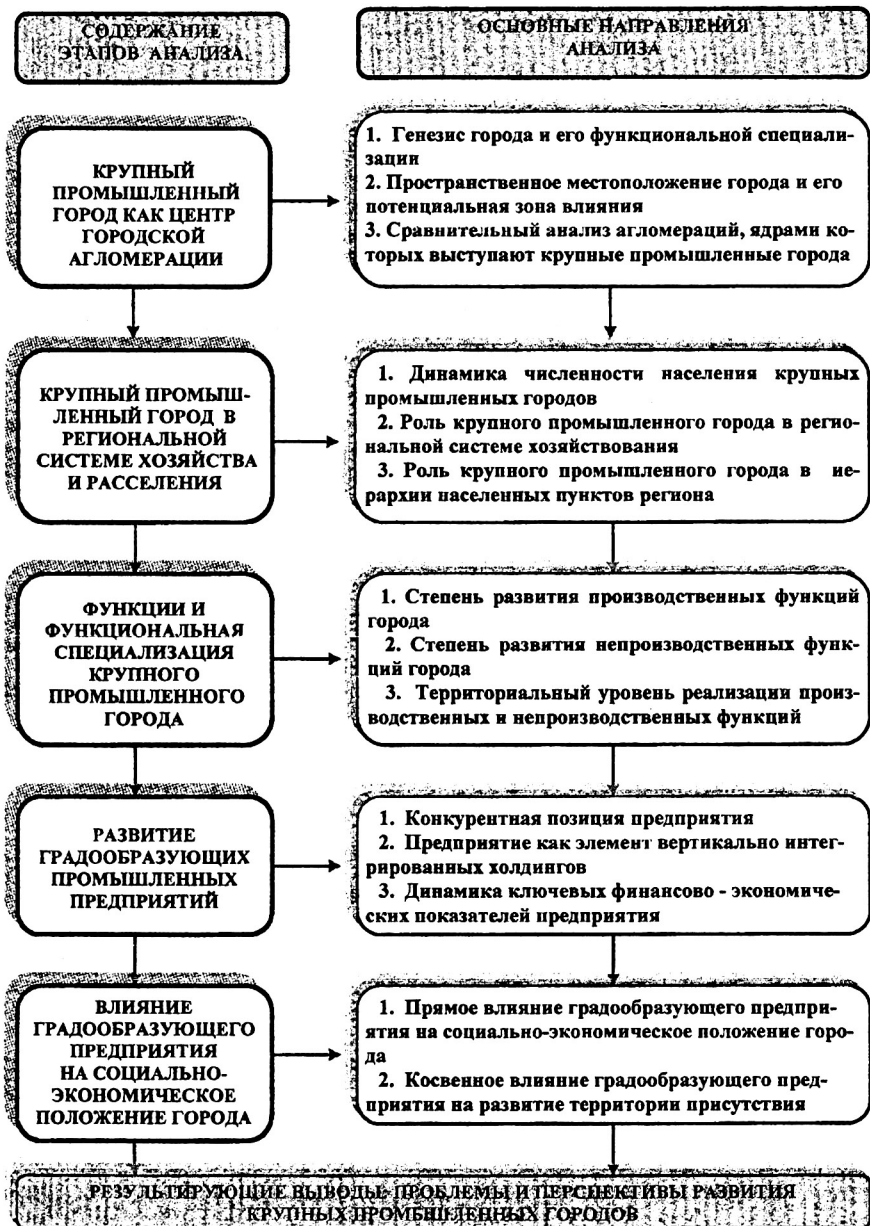 СОДЕРЖАНИЕ
ЭТАПОВ АНАЛИЗА
ОСНОВНЫЕ НАПРАВЛЕНИЯ
АНАЛИЗА
КРУПНЫЙ
ПРОМЫШЛЕННЫЙ
ГОРОД КАК ЦЕНТР
ГОРОДСКОЙ
АГЛОМЕРАЦИИ
1. Генезис города и его функциональной специали-
зации
2. Пространственное местоположение города и его
потенциальная зона влияния
3. Сравнительный анализ агломераций, ядрами ко-
торых выступают крупные промышленные города
КРУПНЫЙ ПРОМЫШ-
ЛЕННЫЙ ГОРОД В
РЕГИОНАЛЬНОЙ
СИСТЕМЕ ХОЗЯЙСТВА
И РАССЕЛЕНИЯ
1. Динамика численности населения крупных
промышленных городов
2. Роль крупного промышленного города в регио-
нальной системе хозяйствования
3. Роль крупного промышленного города в ие-
рархии населенных пунктов региона
ФУНКЦИИ И
ФУНКЦИОНАЛЬНАЯ
СПЕЦИАЛИЗАЦИЯ
КРУПНОГО
ПРОМЫШЛЕННОГО
ГОРОДА
1. Степень развития производственных функций
города
2. Степень развития непроизводственных функ-
ций города
3. Территориальный уровень реализации произ-
водственных и непроизводственных функций
РАЗВИТИЕ
ГРАДООБРАЗУЮЩИХ
ПРОМЫШЛЕННЫХ
ПРЕДПРИЯТИЙ
1. Конкурентная позиция предприятия
2. Предприятие как элемент вертикально интег-
рированных холдингов
3. Динамика ключевых финансово - экономиче-
ских показателей предприятия
ВЛИЯНИЕ
ГРАДООБРАЗУЮЩЕГО
ПРЕДПРИЯТИЯ
НА СОЦИАЛЬНО-
ЭКОНОМИЧЕСКОЕ
ПОЛОЖЕНИЕ ГОРОДА
1. Прямое влияние градообразующего предпри-
ятия на социально-экономическое положение горо-
да
2. Косвенное влияние градообразующего пред-
приятия на развитие территории присутствия
РЕЗУЛЬТИРУЮЩИЕ ВЫВОДЫ: ПРОБЛЕМЫ И ПЕРСПЕКТИВЫ РАЗВИТИЯ
КРУПНЫХ ПРОМЫШЛЕННЫХ ГОРОДОВ